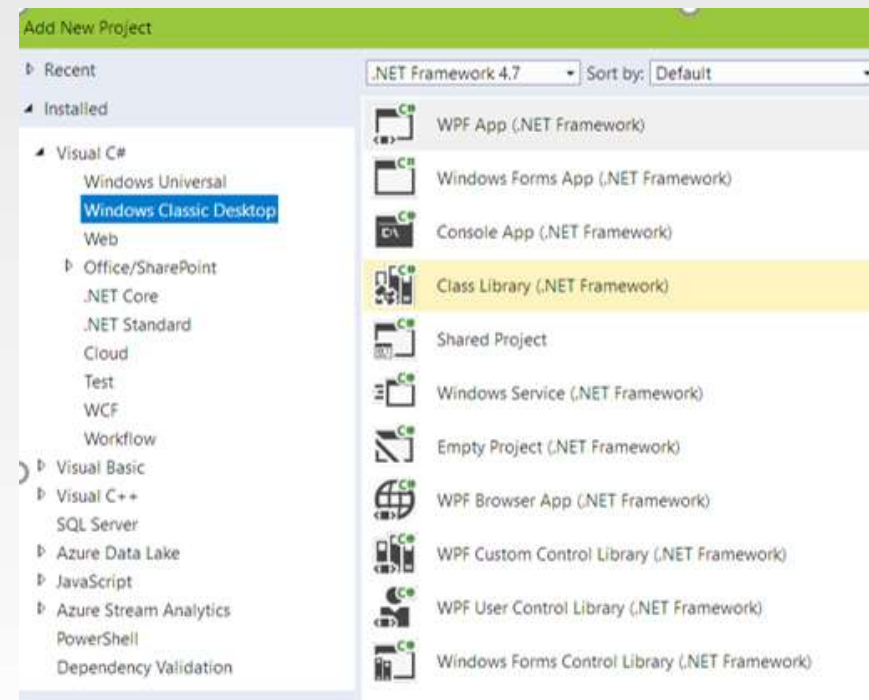 Add New Project
Recent
Installed
Visual C#
Windows Universal
Windows Classic Desktop
Web
Office/SharePoint
.NET Core
.NET Standard
Cloud
Test
WCF
Workflow
Visual Basic
Visual C++
SQL Server
Azure Data Lake
JavaScript
Azure Stream Analytics
PowerShell
Dependency Validation
.NET Framework 4.7 Sort by: Default
C# WPF App (.NET Framework)
C# Windows Forms App (.NET Framework)
C# Console App (.NET Framework)
C# Class Library (.NET Framework)
C# Shared Project
C# Windows Service (.NET Framework)
C# Empty Project (.NET Framework)
C# WPF Browser App (.NET Framework)
C# WPF Custom Control Library (.NET Framework)
C# WPF User Control Library (.NET Framework)
C# Windows Forms Control Library (.NET Framework)